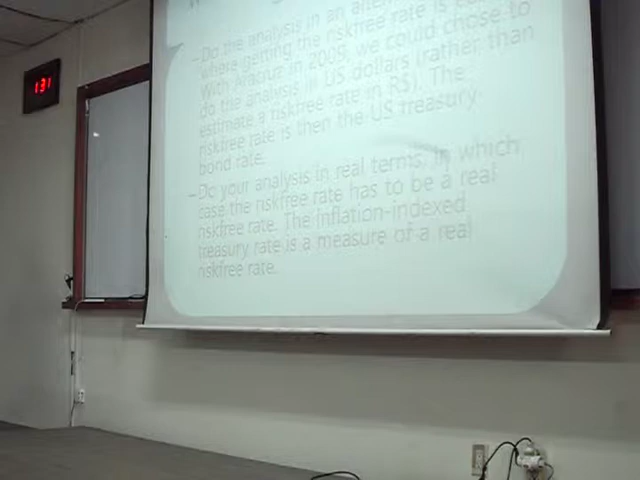 131
–Do the analysis in an
where getting the riskfree rate is
With Aracruz in 2009, we could chose to
do the analysis in US dollars (rather than
estimate a riskfree rate in R$). The
riskfree rate is then the US treasury
bond rate.
–Do your analysis in real terms, in which
case the riskfree rate has to be a real
riskfree rate. The inflation-indexed
treasury rate is a measure of a real
riskfree rate.